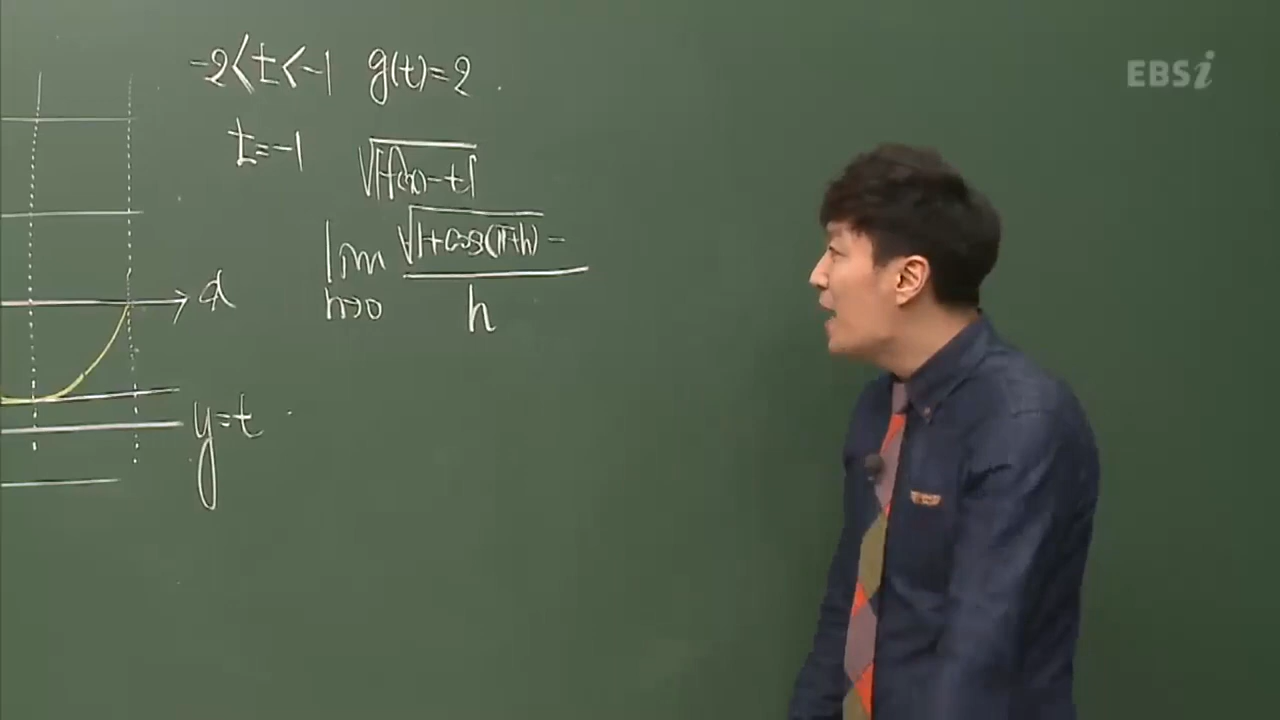 -2<t<-1 g(t)=2
EBSi
t=-1 √|f(x)-t|
lim √1+cos(π+h) -
h→0 h
x
y=t